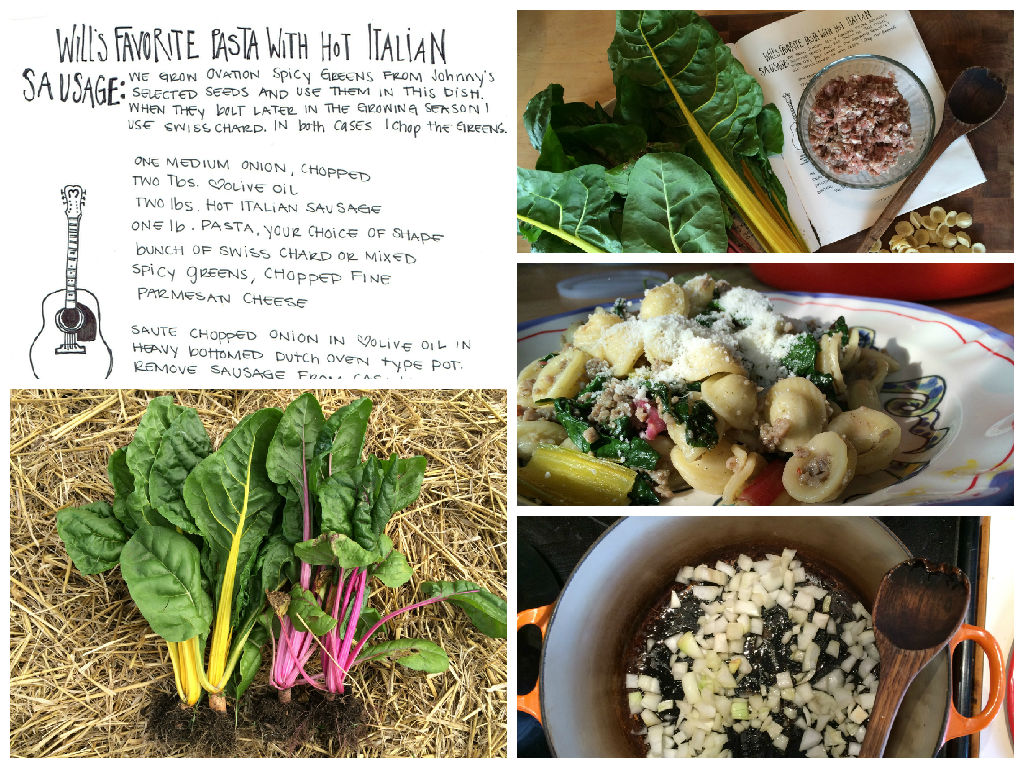 WILL'S FAVORITE PASTA WITH HOT ITALIAN
SAUSAGE: WE GROW OVATION SPICY GREENS FROM JOHNNY'S
SELECTED SEEDS AND USE THEM IN THIS DISH.
WHEN THEY BOLT LATER IN THE GROWING SEASON I
USE SWISS CHARD. IN BOTH CASES I CHOP THE GREENS.
ONE MEDIUM ONION, CHOPPED
TWO TBS. OLIVE OIL
TWO LBS. HOT ITALIAN SAUSAGE
ONE LB. PASTA, YOUR CHOICE OF SHAPE
BUNCH OF SWISS CHARD OR MIXED
SPICY GREENS, CHOPPED FINE
PARMESAN CHEESE
SAUTE CHOPPED ONION IN OLIVE OIL IN
HEAVY BOTTOMED DUTCH OVEN TYPE POT.
REMOVE SAUSAGE FROM
WILL'S FAVORITE PASTA WITH HOT ITALIAN
SAUSAGE: